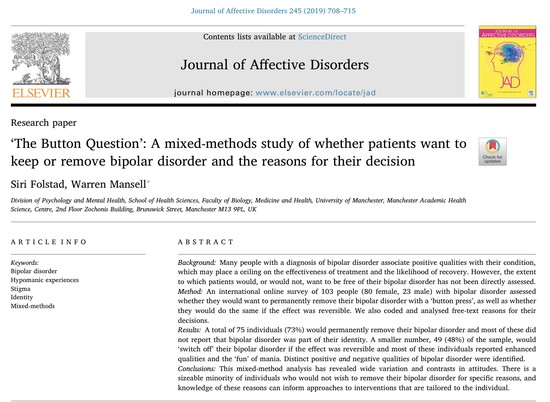 Journal of Affective Disorders 245 (2019) 708–715
Contents lists available at ScienceDirect
Journal of Affective Disorders
journal homepage: www.elsevier.com/locate/jad
ELSEVIER
JAD
Research paper
‘The Button Question’: A mixed-methods study of whether patients want to
keep or remove bipolar disorder and the reasons for their decision
Check for
updates
Siri Folstad, Warren Mansell*
Division of Psychology and Mental Health, School of Health Sciences, Faculty of Biology, Medicine and Health, University of Manchester, Manchester Academic Health
Science, Centre, 2nd Floor Zochonis Building, Brunswick Street, Manchester M13 9PL, UK
ARTICLE INFO
Keywords:
Bipolar disorder
Hypomanic experiences
Stigma
Identity
Mixed-methods
ABSTRACT
Background: Many people with a diagnosis of bipolar disorder associate positive qualities with their condition,
which may place a ceiling on the effectiveness of treatment and the likelihood of recovery. However, the extent
to which patients would, or would not, want to be free of their bipolar disorder has not been directly assessed.
Method: An international online survey of 103 people (80 female, 23 male) with bipolar disorder assessed
whether they would want to permanently remove their bipolar disorder with a ‘button press’, as well as whether
they would do the same if the effect was reversible. We also coded and analysed free-text reasons for their
decisions.
Results: A total of 75 individuals (73%) would permanently remove their bipolar disorder and most of these did
not report that bipolar disorder was part of their identity. A smaller number, 49 (48%) of the sample, would
‘switch off’ their bipolar disorder if the effect was reversible and most of these individuals reported enhanced
qualities and the ‘fun’ of mania. Distinct positive and negative qualities of bipolar disorder were identified.
Conclusions: This mixed-method analysis has revealed wide variation and contrasts in attitudes. There is a
sizeable minority of individuals who would not wish to remove their bipolar disorder for specific reasons, and
knowledge of these reasons can inform approaches to interventions that are tailored to the individual.